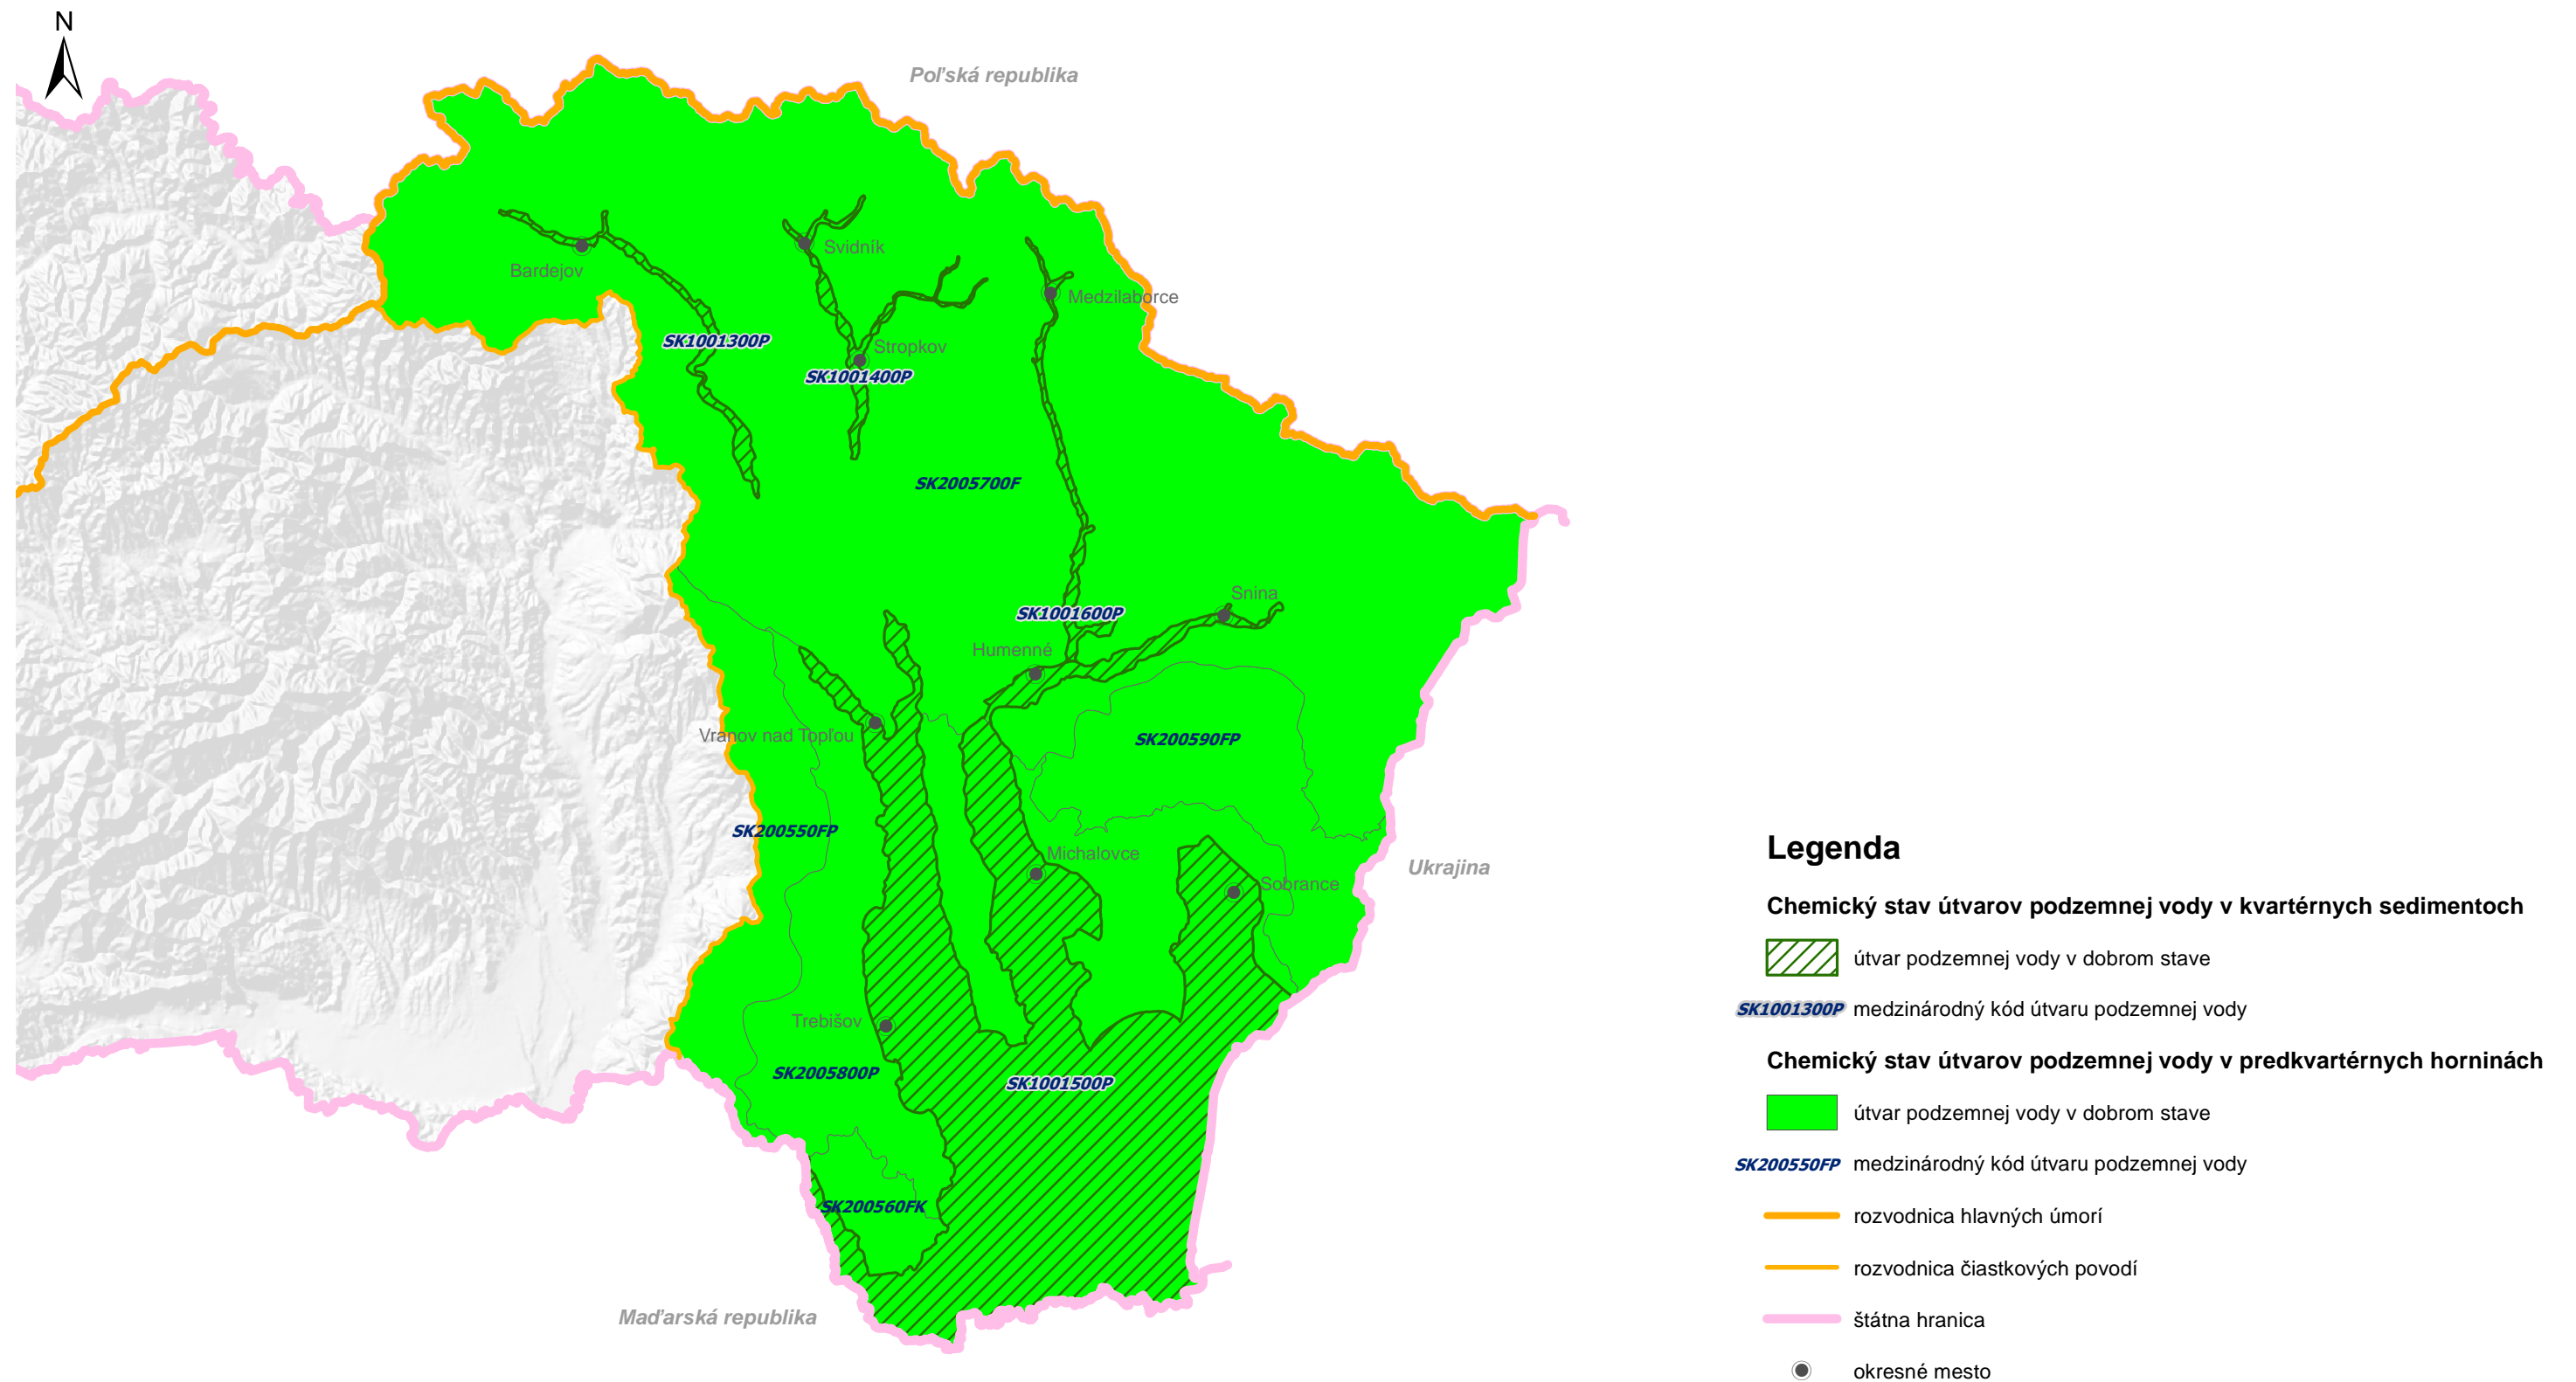 N
Poľská republika
Svidník
Bardejov
Medzilaborce
SK1001300P
Stropkov
SK1001400P
SK2005700F
Snina
SK1001600P
Humenné
Vranov nad Topľou
SK200590FP
SK200550FP
Michalovce
Ukrajina
Sobrance
Trebišov
SK2005800P
SK1001500P
SK200560FK
Maďarská republika
Legenda
Chemický stav útvarov podzemnej vody v kvartérnych sedimentoch
útvar podzemnej vody v dobrom stave
SK1001300P medzinárodný kód útvaru podzemnej vody
Chemický stav útvarov podzemnej vody v predkvartérnych horninách
útvar podzemnej vody v dobrom stave
SK200550FP medzinárodný kód útvaru podzemnej vody
rozvodnica hlavných úmorí
rozvodnica čiastkových povodí
štátna hranica
okresné mesto